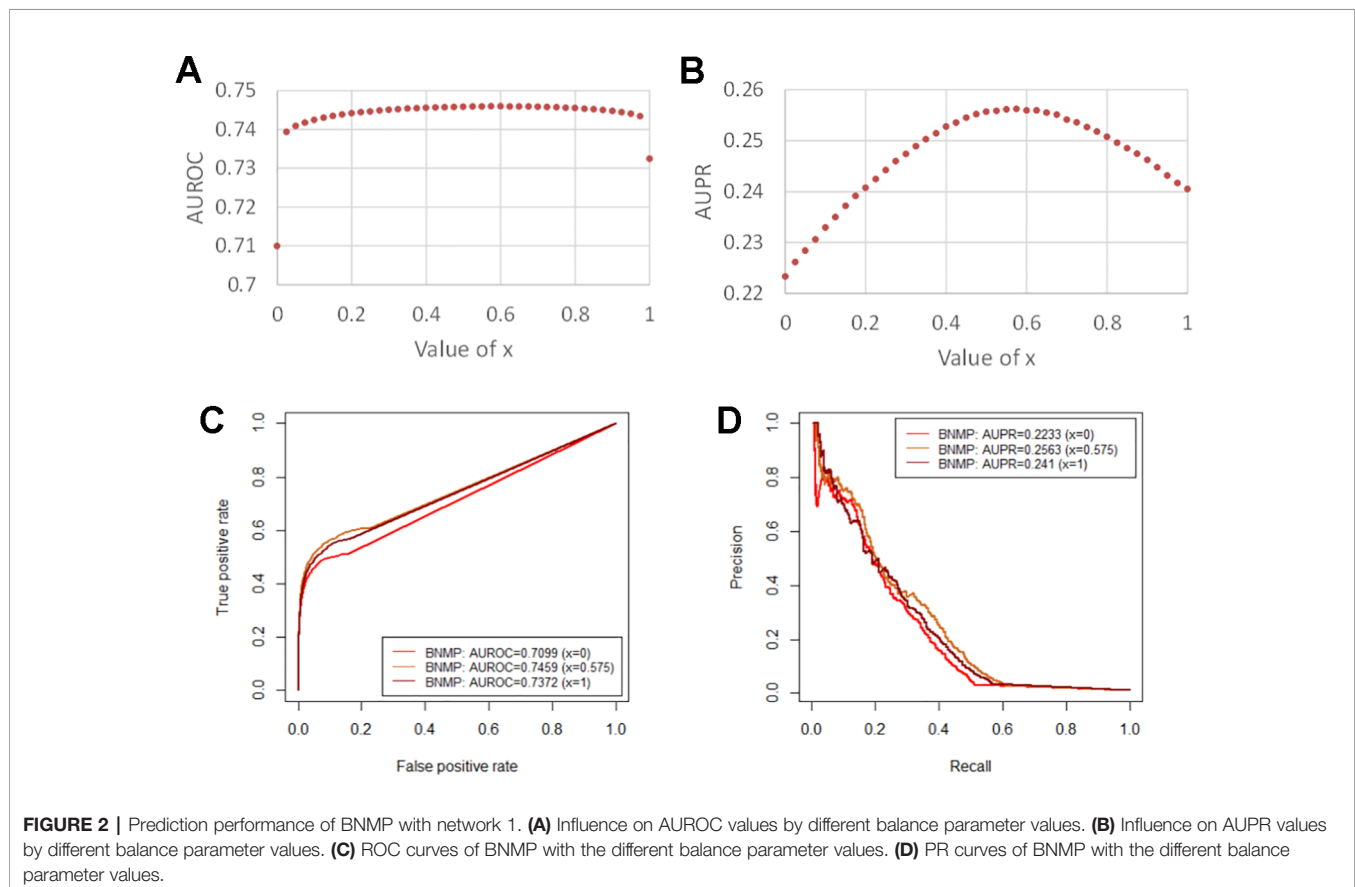 A
0.75
0.74
0.73
0.72
0.71
0.7
AUROC
0 0.2 0.4 0.6 0.8 1
Value of x
B
0.26
0.25
0.24
0.23
0.22
AUPR
0 0.2 0.4 0.6 0.8 1
Value of x
C
1.0
0.8
0.6
0.4
0.2
0.0
True positive rate
BNMP: AUROC=0.7099 (x=0)
BNMP: AUROC=0.7459 (x=0.575)
BNMP: AUROC=0.7372 (x=1)
0.0 0.2 0.4 0.6 0.8 1.0
False positive rate
D
1.0
0.8
0.6
0.4
0.2
0.0
Precision
BNMP: AUPR=0.2233 (x=0)
BNMP: AUPR=0.2563 (x=0.575)
BNMP: AUPR=0.241 (x=1)
0.0 0.2 0.4 0.6 0.8 1.0
Recall
FIGURE 2 | Prediction performance of BNMP with network 1. (A) Influence on AUROC values by different balance parameter values. (B) Influence on AUPR values
by different balance parameter values. (C) ROC curves of BNMP with the different balance parameter values. (D) PR curves of BNMP with the different balance
parameter values.